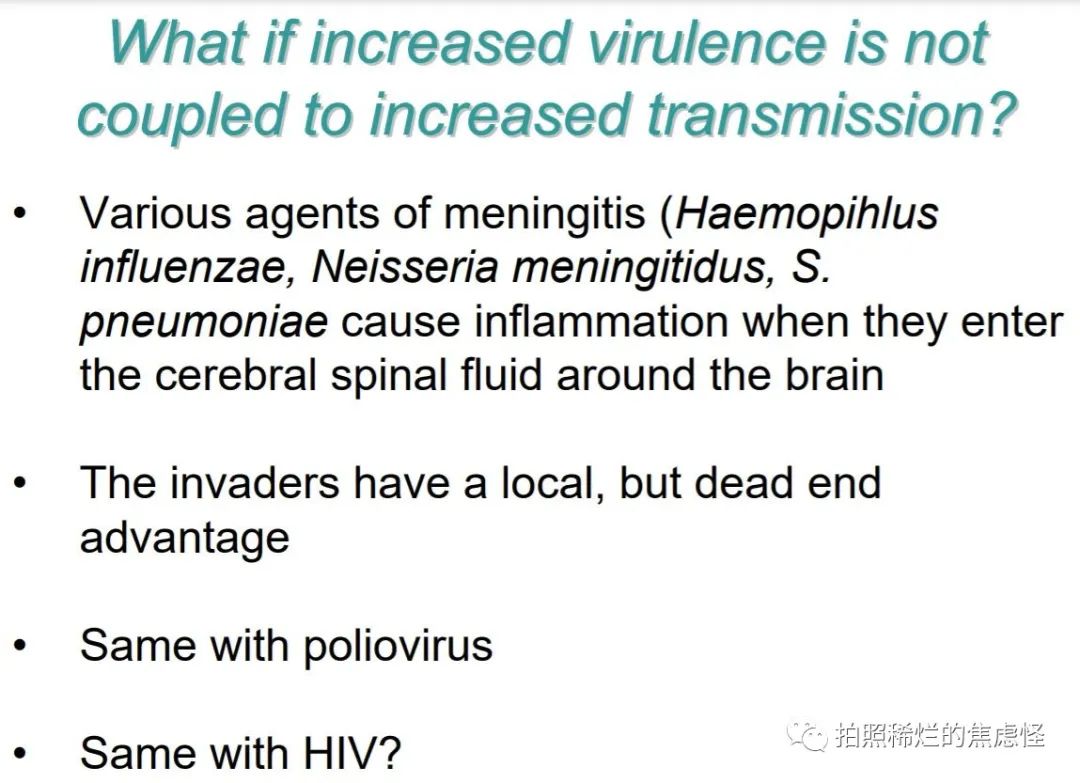 What if increased virulence is not
coupled to increased transmission?
• Various agents of meningitis (Haemopihlus
influenzae, Neisseria meningitidus, S.
pneumoniae cause inflammation when they enter
the cerebral spinal fluid around the brain
• The invaders have a local, but dead end
advantage
• Same with poliovirus
• Same with HIV?
拍照稀烂的焦虑怪